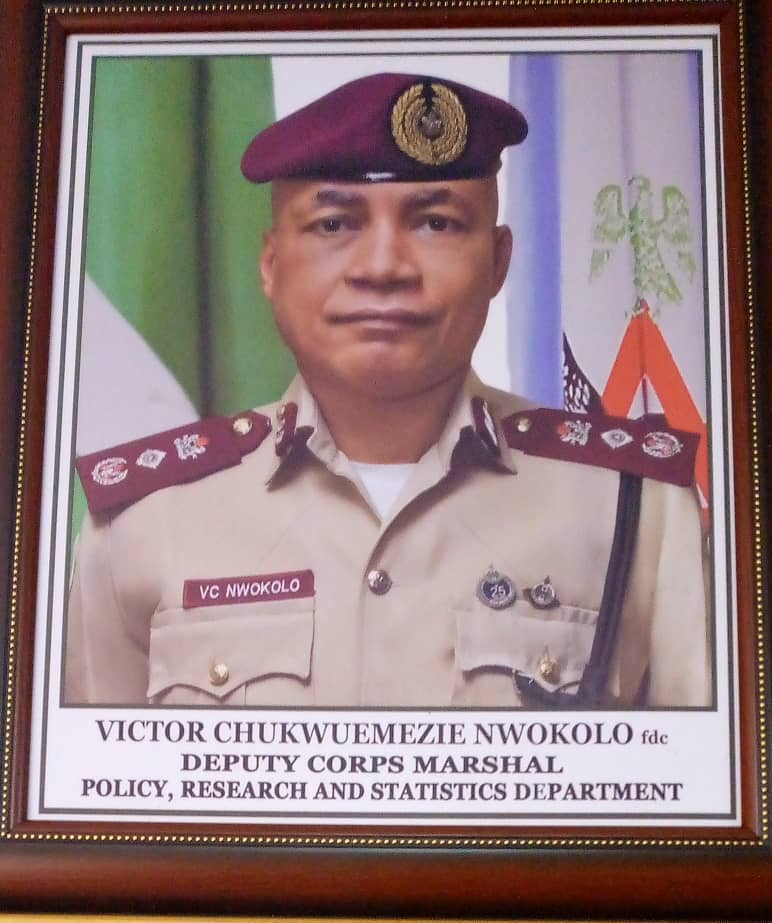 VC NWOKOLO
25
VICTOR CHUKWUEMEZIE NWOKOLO fdc
DEPUTY CORPS MARSHAL
POLICY, RESEARCH AND STATISTICS DEPARTMENT